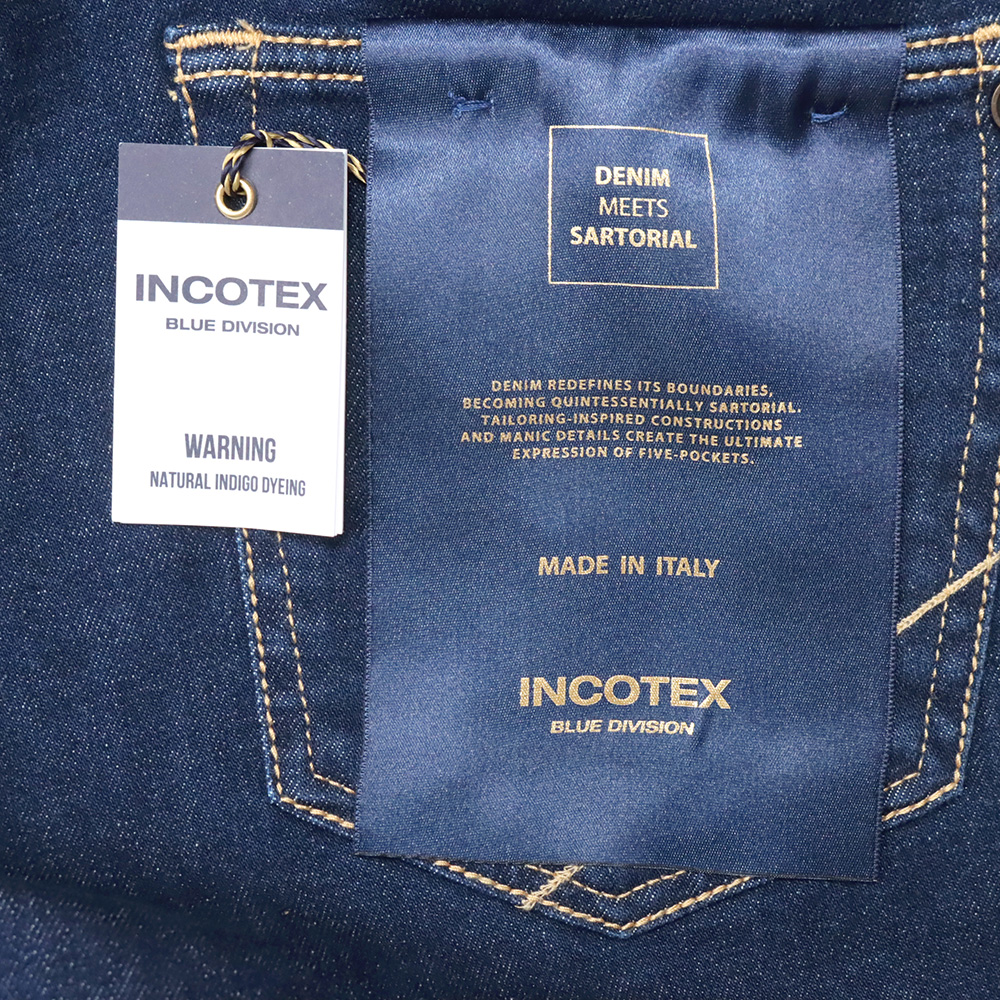 INCOTEX
BLUE DIVISION
WARNING
NATURAL INDIGO DYEING
DENIM
MEETS
SARTORIAL
DENIM REDEFINES ITS BOUNDARIES,
BECOMING QUINTESSENTIALLY SARTORIAL.
TAILORING-INSPIRED CONSTRUCTIONS
AND MANIC DETAILS CREATE THE ULTIMATE
EXPRESSION OF FIVE-POCKETS.
MADE IN ITALY
INCOTEX
BLUE DIVISION